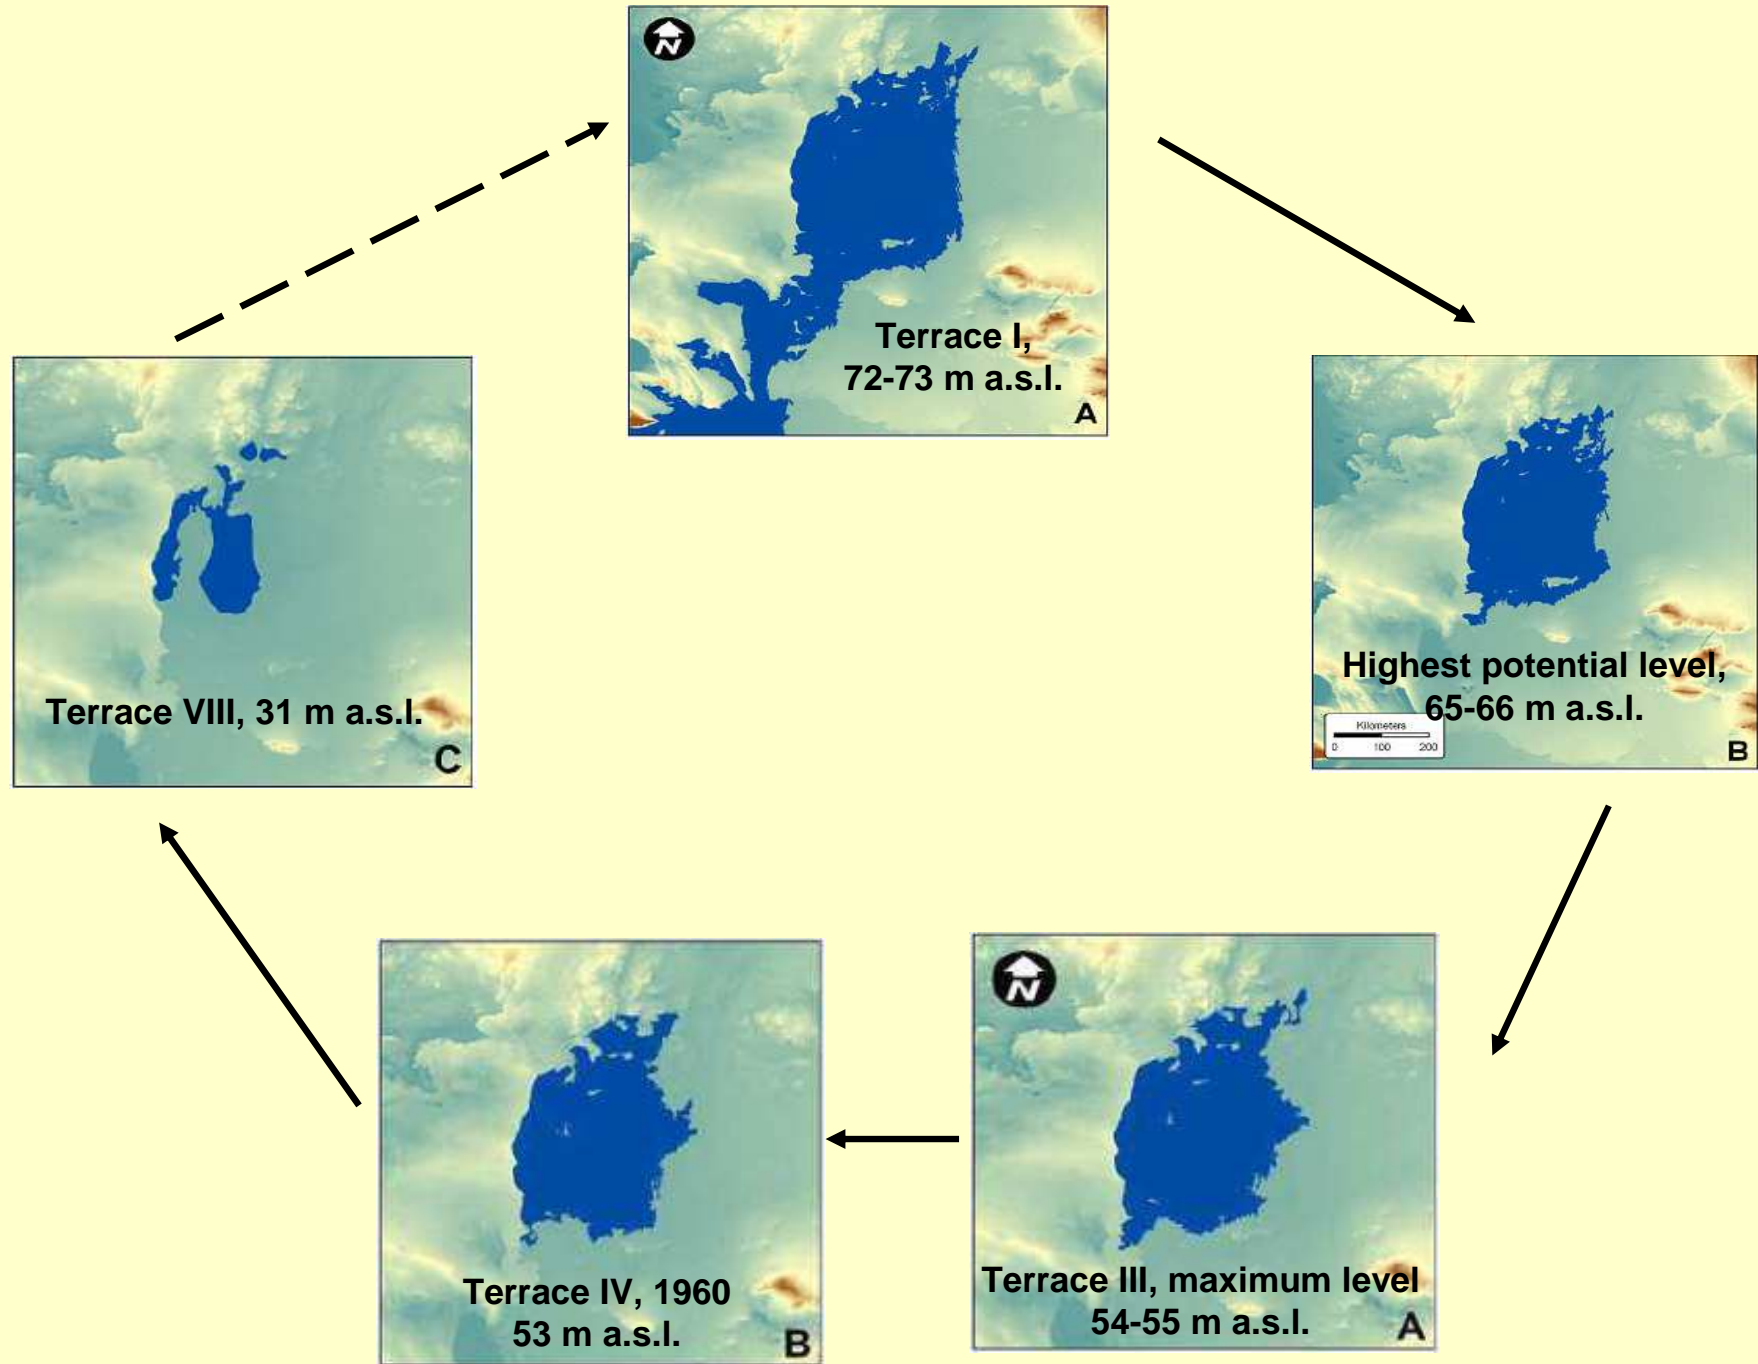 N
Terrace I,
72-73 m a.s.l.
A
Highest potential level,
65-66 m a.s.l.
Kilometers
0 100 200
B
Terrace VIII, 31 m a.s.l.
C
N
Terrace III, maximum level
54-55 m a.s.l.
A
Terrace IV, 1960
53 m a.s.l.
B